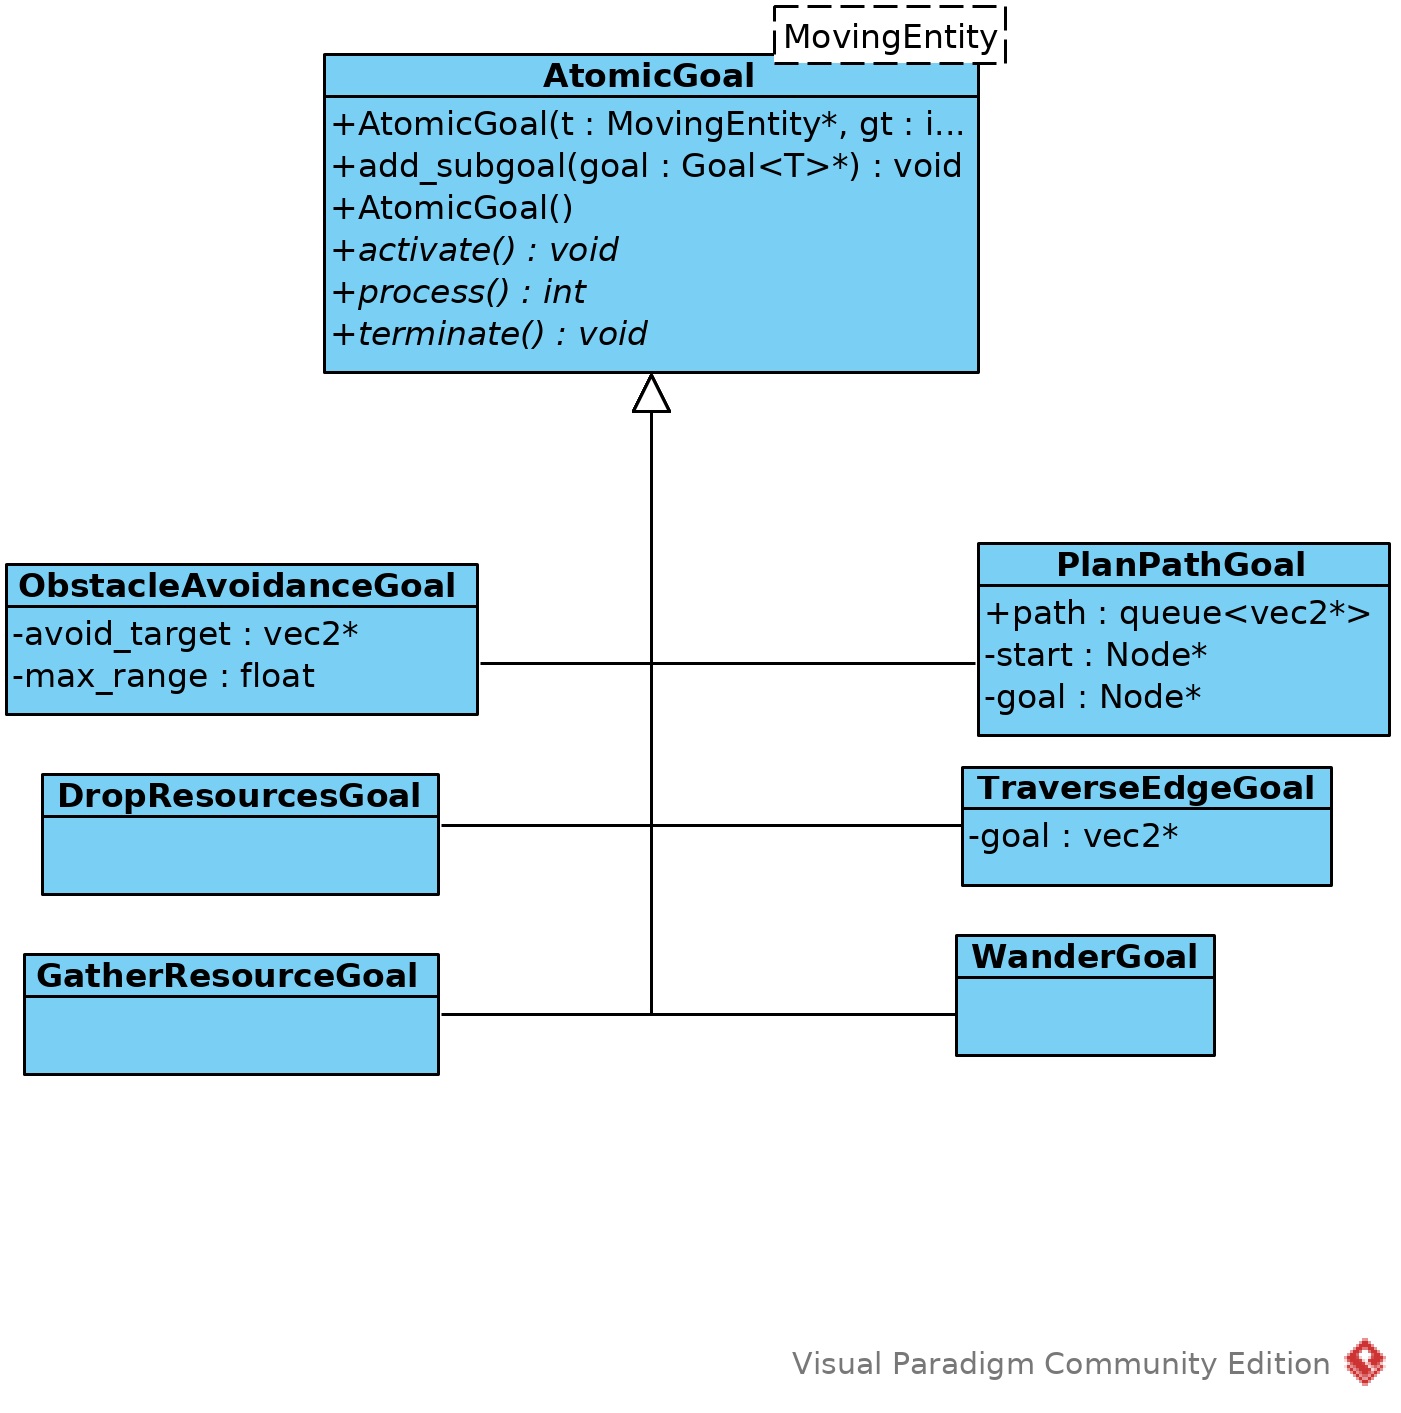 MovingEntity
AtomicGoal
+AtomicGoal(t : MovingEntity*, gt : i...
+add_subgoal(goal : Goal<T>*) : void
+AtomicGoal()
+activate() : void
+process() : int
+terminate() : void
ObstacleAvoidanceGoal
-avoid_target : vec2*
-max_range : float
PlanPathGoal
+path : queue<vec2*>
-start : Node*
-goal : Node*
DropResourcesGoal
TraverseEdgeGoal
-goal : vec2*
GatherResourceGoal
WanderGoal
Visual Paradigm Community Edition